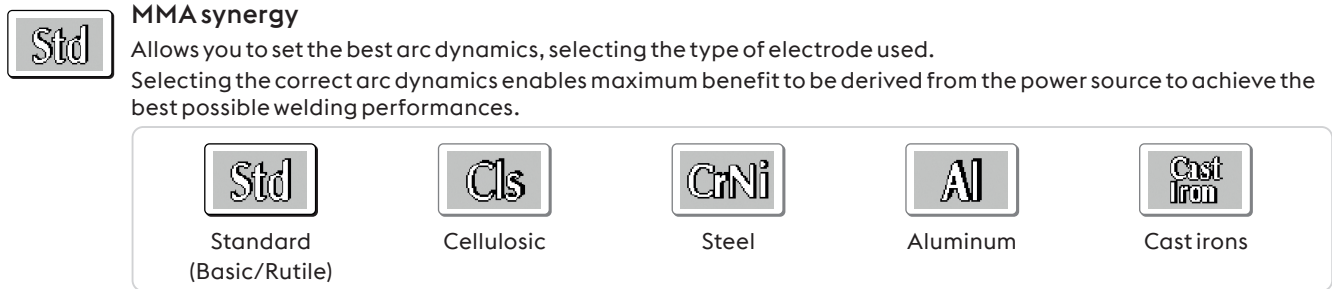 Std
MMA synergy
Allows you to set the best arc dynamics, selecting the type of electrode used.
Selecting the correct arc dynamics enables maximum benefit to be derived from the power source to achieve the
best possible welding performances.
Std
Cls
CrNi
Al
Cast
Iron
Standard
(Basic/Rutile)
Cellulosic
Steel
Aluminum
Cast irons